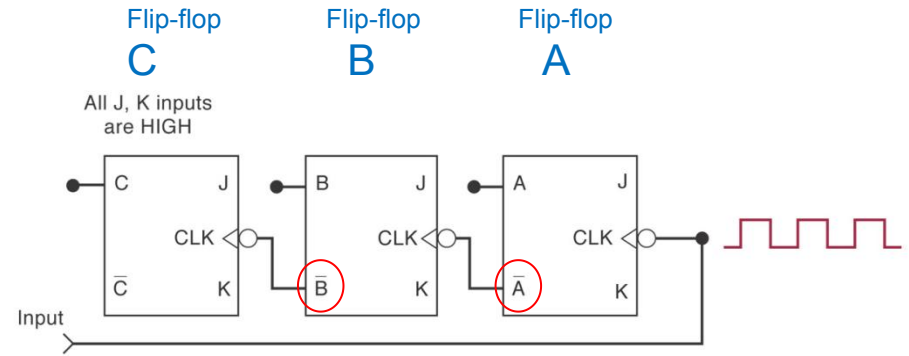 Flip-flop Flip-flop Flip-flop
C B A
All J, K inputs
are HIGH
C J B J A J
CLK CLK CLK
C̅ K B̅ K A̅ K
Input